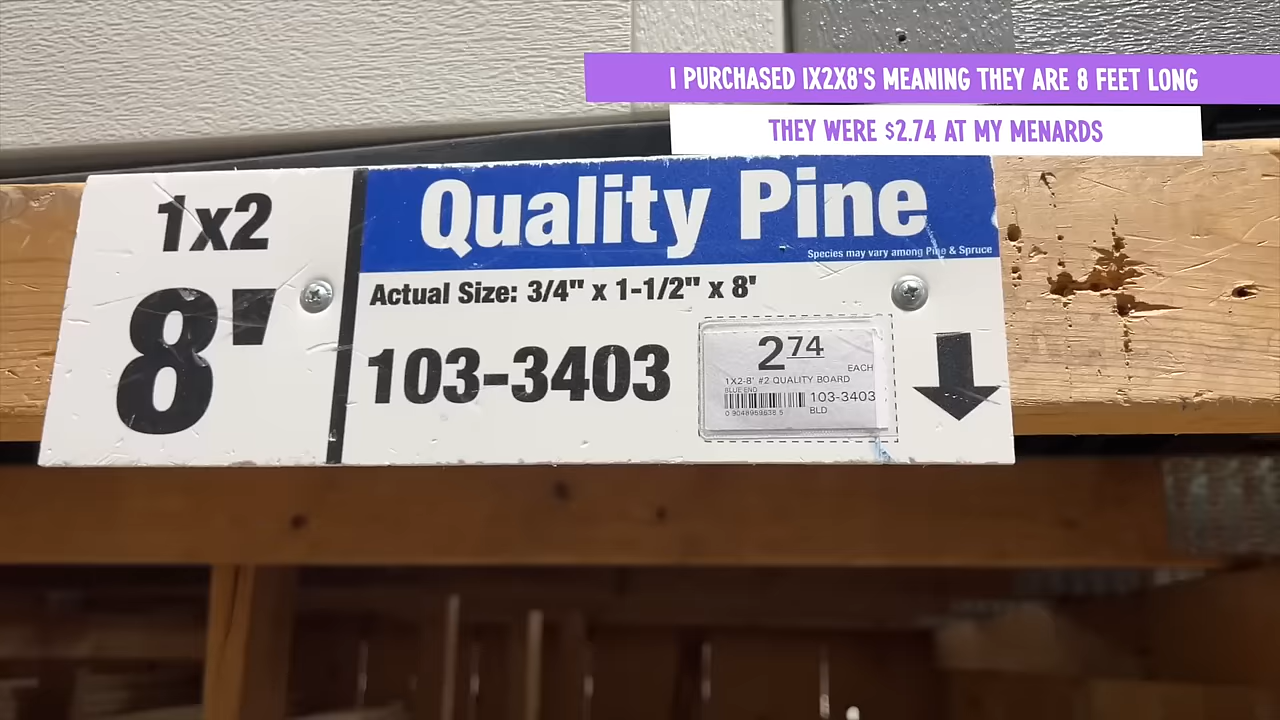 I PURCHASED 1X2X8'S MEANING THEY ARE 8 FEET LONG
THEY WERE $2.74 AT MY MENARDS
1x2
8'
Quality Pine
Species may vary among Pine & Spruce
Actual Size: 3/4" x 1-1/2" x 8'
103-3403
2 74
EACH
1X2-8' #2 QUALITY BOARD
BLUE END
103-3403
BLD